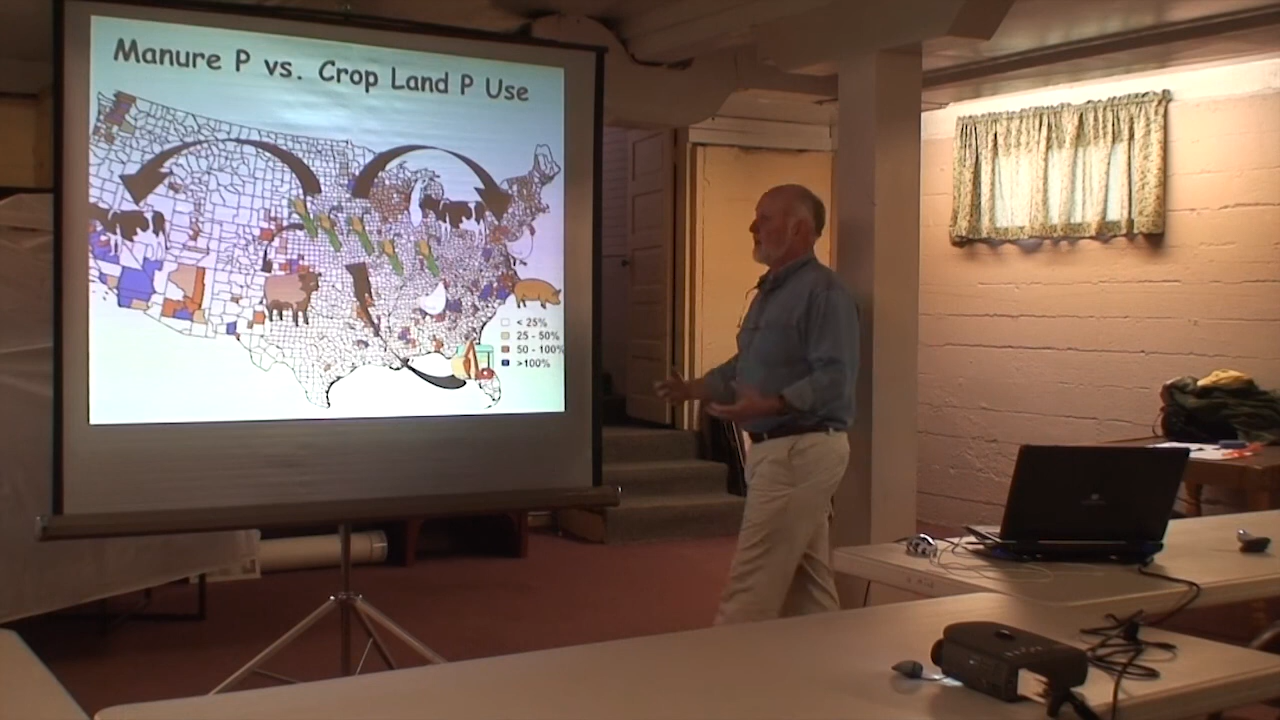 Manure P vs. Crop Land P Use
< 25%
25 - 50%
50 - 100%
>100%